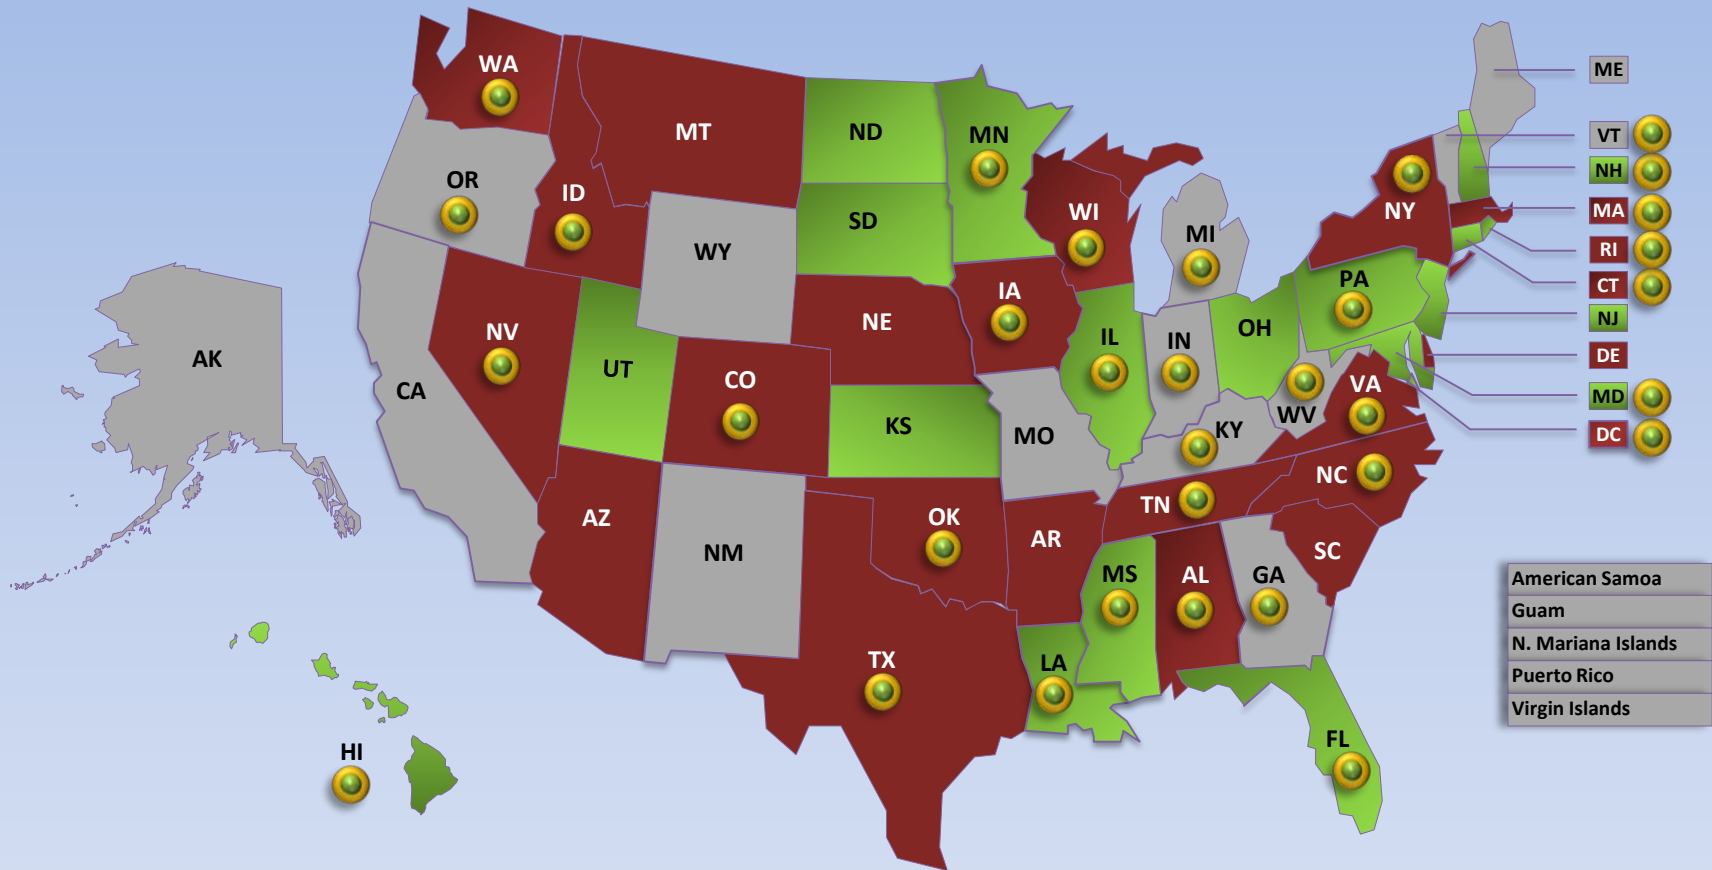 WA
ME
MT
ND
MN
VT
NH
OR
ID
WI
NY
MA
SD
MI
RI
WY
PA
CT
IA
NE
NV
IL
OH
NJ
IN
AK
UT
CO
DE
CA
VA
MD
KS
WV
MO
KY
DC
NC
TN
AZ
OK
AR
NM
SC
MS
AL
GA
American Samoa
Guam
N. Mariana Islands
TX
LA
Puerto Rico
Virgin Islands
FL
HI